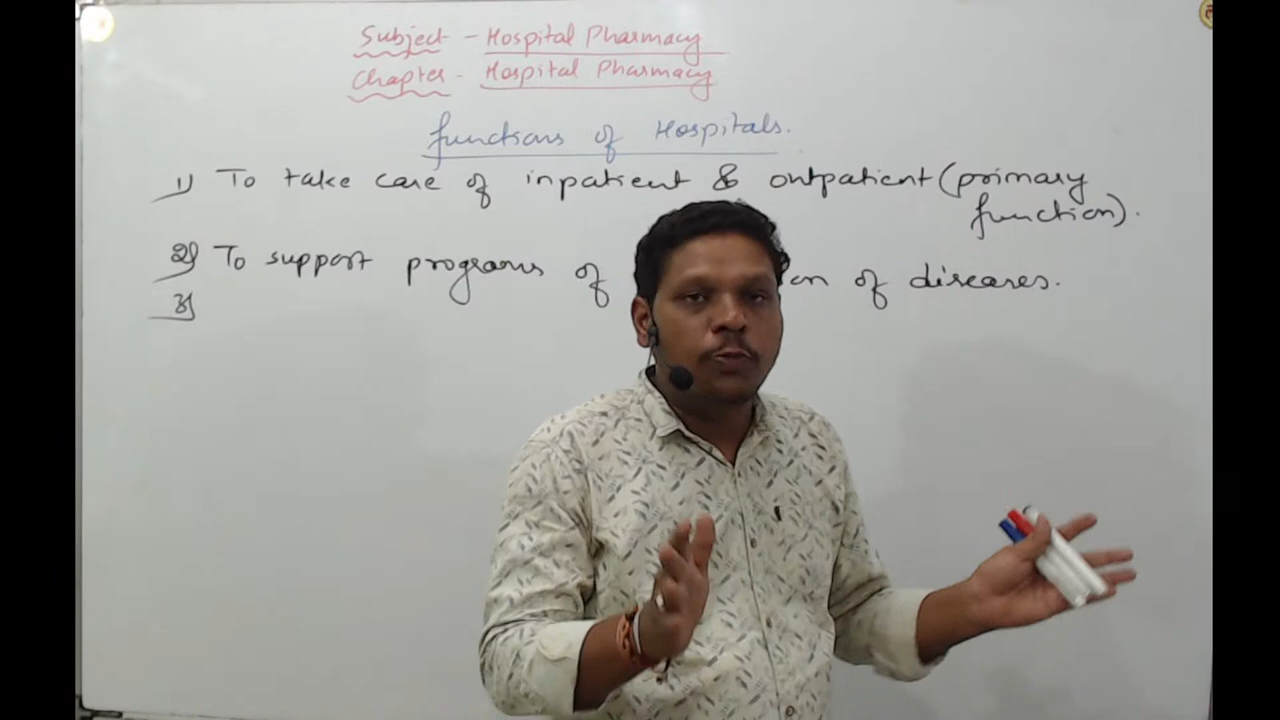 Subject - Hospital Pharmacy
Chapter - Hospital Pharmacy
functions of Hospitals.
1) To take care of inpatient & outpatient (primary
function).
2) To support programs of on of diseases.
3)